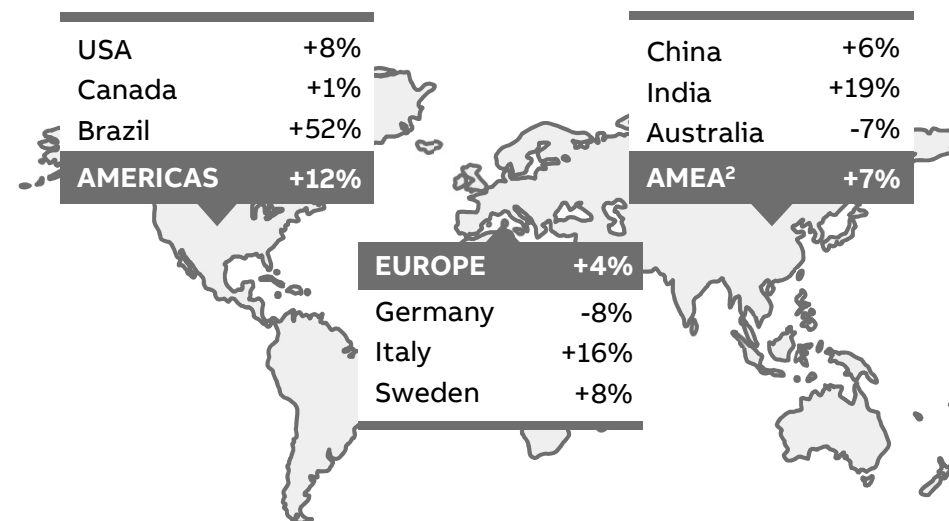 USA +8%
Canada +1%
Brazil +52%
AMERICAS +12%
China +6%
India +19%
Australia -7%
AMEA² +7%
EUROPE +4%
Germany -8%
Italy +16%
Sweden +8%